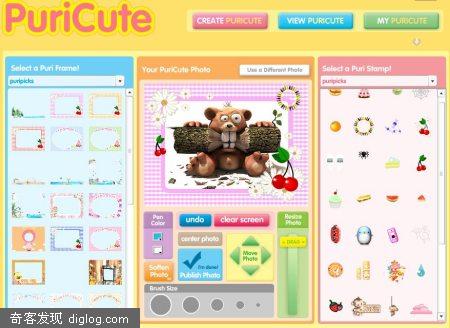 PuriCute
CREATE PURICUTE
VIEW PURICUTE
MY PURICUTE
Select a Puri Frame!
puripicks
Your PuriCute Photo
Use a Different Photo
Select a Puri Stamp!
puripicks
Pen
Color
undo
clear screen
Resize
Photo
center photo
DRAG
Soften
Photo
I'm done!
Publish Photo
Move
Photo
Brush Size
奇客发现 diglog.com